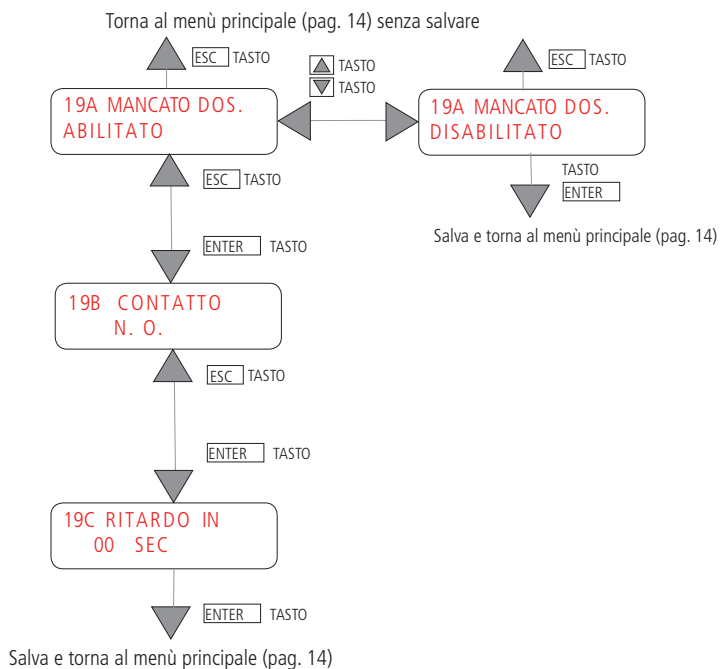 Torna al menù principale (pag. 14) senza salvare
ESC TASTO
TASTO
TASTO
ESC TASTO
19A MANCATO DOS.
ABILITATO
19A MANCATO DOS.
DISABILITATO
ESC TASTO
TASTO
ENTER
Salva e torna al menù principale (pag. 14)
ENTER TASTO
19B CONTATTO
N. O.
ESC TASTO
ENTER TASTO
19C RITARDO IN
00 SEC
ENTER TASTO
Salva e torna al menù principale (pag. 14)